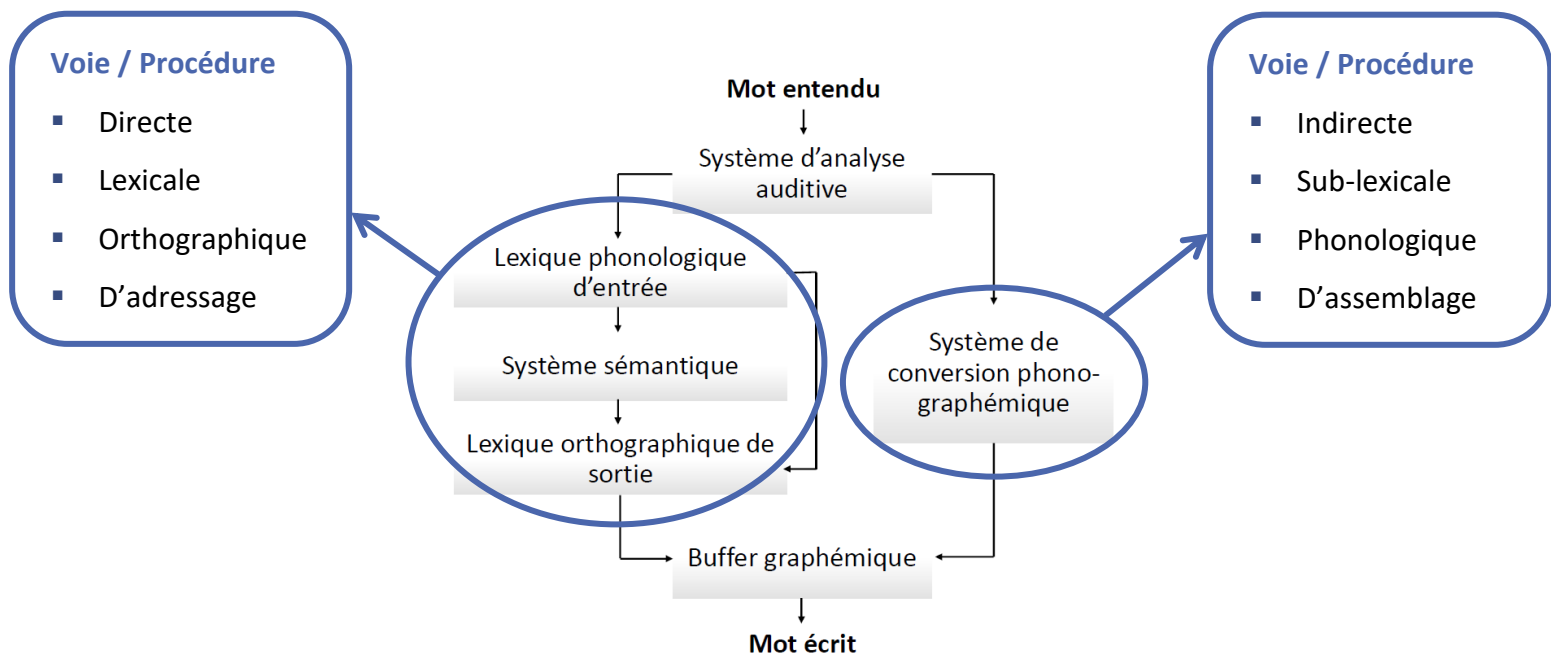 Voie / Procédure
▪ Directe
▪ Lexicale
▪ Orthographique
▪ D’adressage
Mot entendu
Système d’analyse
auditive
Lexique phonologique
d’entrée
Système sémantique
Lexique orthographique de
sortie
Système de
conversion phono-
graphémique
Buffer graphémique
Mot écrit
Voie / Procédure
▪ Indirecte
▪ Sub-lexicale
▪ Phonologique
▪ D’assemblage